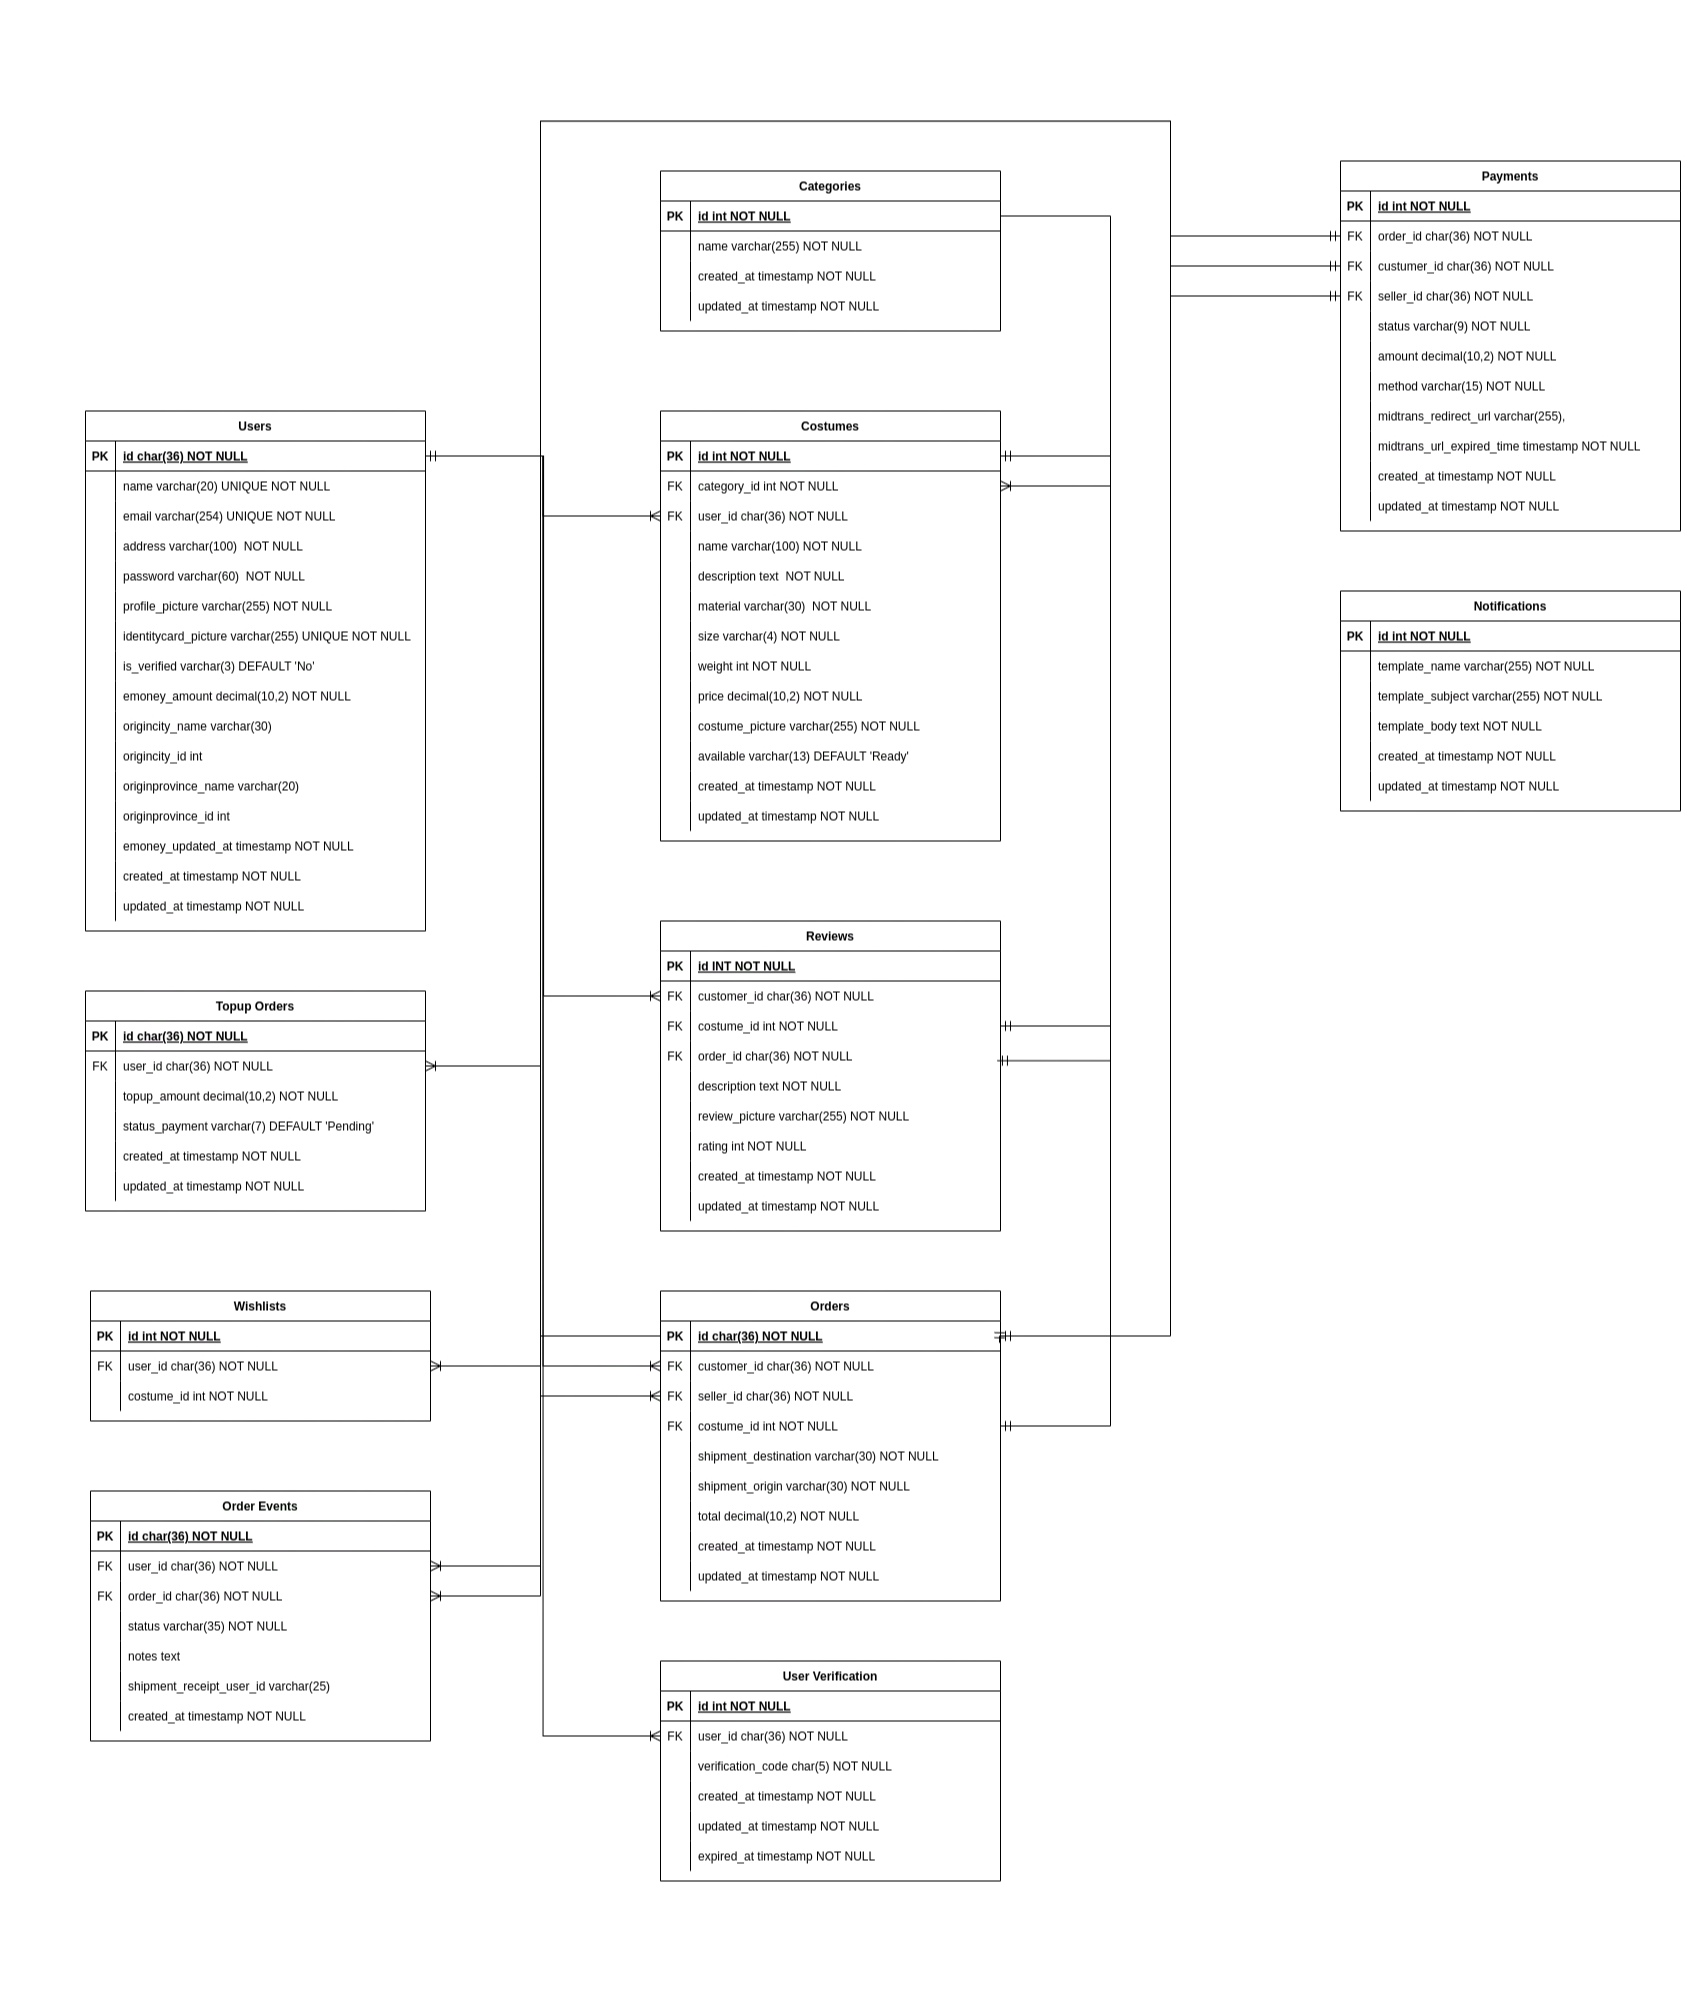 Categories
PK id int NOT NULL
name varchar(255) NOT NULL
created_at timestamp NOT NULL
updated_at timestamp NOT NULL
Payments
PK id int NOT NULL
FK order_id char(36) NOT NULL
FK custumer_id char(36) NOT NULL
FK seller_id char(36) NOT NULL
status varchar(9) NOT NULL
amount decimal(10,2) NOT NULL
method varchar(15) NOT NULL
midtrans_redirect_url varchar(255),
midtrans_url_expired_time timestamp NOT NULL
created_at timestamp NOT NULL
updated_at timestamp NOT NULL
Users
PK id char(36) NOT NULL
name varchar(20) UNIQUE NOT NULL
email varchar(254) UNIQUE NOT NULL
address varchar(100)  NOT NULL
password varchar(60)  NOT NULL
profile_picture varchar(255) NOT NULL
identitycard_picture varchar(255) UNIQUE NOT NULL
is_verified varchar(3) DEFAULT 'No'
emoney_amount decimal(10,2) NOT NULL
origincity_name varchar(30)
origincity_id int
originprovince_name varchar(20)
originprovince_id int
emoney_updated_at timestamp NOT NULL
created_at timestamp NOT NULL
updated_at timestamp NOT NULL
Costumes
PK id int NOT NULL
FK category_id int NOT NULL
FK user_id char(36) NOT NULL
name varchar(100) NOT NULL
description text  NOT NULL
material varchar(30)  NOT NULL
size varchar(4) NOT NULL
weight int NOT NULL
price decimal(10,2) NOT NULL
costume_picture varchar(255) NOT NULL
available varchar(13) DEFAULT 'Ready'
created_at timestamp NOT NULL
updated_at timestamp NOT NULL
Notifications
PK id int NOT NULL
template_name varchar(255) NOT NULL
template_subject varchar(255) NOT NULL
template_body text NOT NULL
created_at timestamp NOT NULL
updated_at timestamp NOT NULL
Topup Orders
PK id char(36) NOT NULL
FK user_id char(36) NOT NULL
topup_amount decimal(10,2) NOT NULL
status_payment varchar(7) DEFAULT 'Pending'
created_at timestamp NOT NULL
updated_at timestamp NOT NULL
Reviews
PK id INT NOT NULL
FK customer_id char(36) NOT NULL
FK costume_id int NOT NULL
FK order_id char(36) NOT NULL
description text NOT NULL
review_picture varchar(255) NOT NULL
rating int NOT NULL
created_at timestamp NOT NULL
updated_at timestamp NOT NULL
Wishlists
PK id int NOT NULL
FK user_id char(36) NOT NULL
costume_id int NOT NULL
Orders
PK id char(36) NOT NULL
FK customer_id char(36) NOT NULL
FK seller_id char(36) NOT NULL
FK costume_id int NOT NULL
shipment_destination varchar(30) NOT NULL
shipment_origin varchar(30) NOT NULL
total decimal(10,2) NOT NULL
created_at timestamp NOT NULL
updated_at timestamp NOT NULL
Order Events
PK id char(36) NOT NULL
FK user_id char(36) NOT NULL
FK order_id char(36) NOT NULL
status varchar(35) NOT NULL
notes text
shipment_receipt_user_id varchar(25)
created_at timestamp NOT NULL
User Verification
PK id int NOT NULL
FK user_id char(36) NOT NULL
verification_code char(5) NOT NULL
created_at timestamp NOT NULL
updated_at timestamp NOT NULL
expired_at timestamp NOT NULL